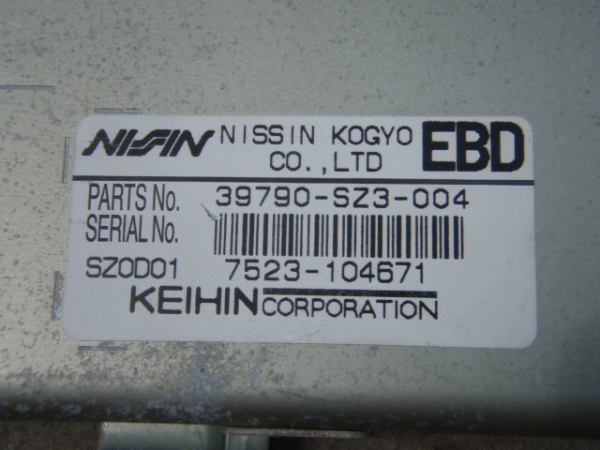 NISSIN NISSIN KOGYO CO.,LTD EBD
PARTS No. 39790-SZ3-004
SERIAL No.
SZ0D01 7523-104671
KEIHIN CORPORATION